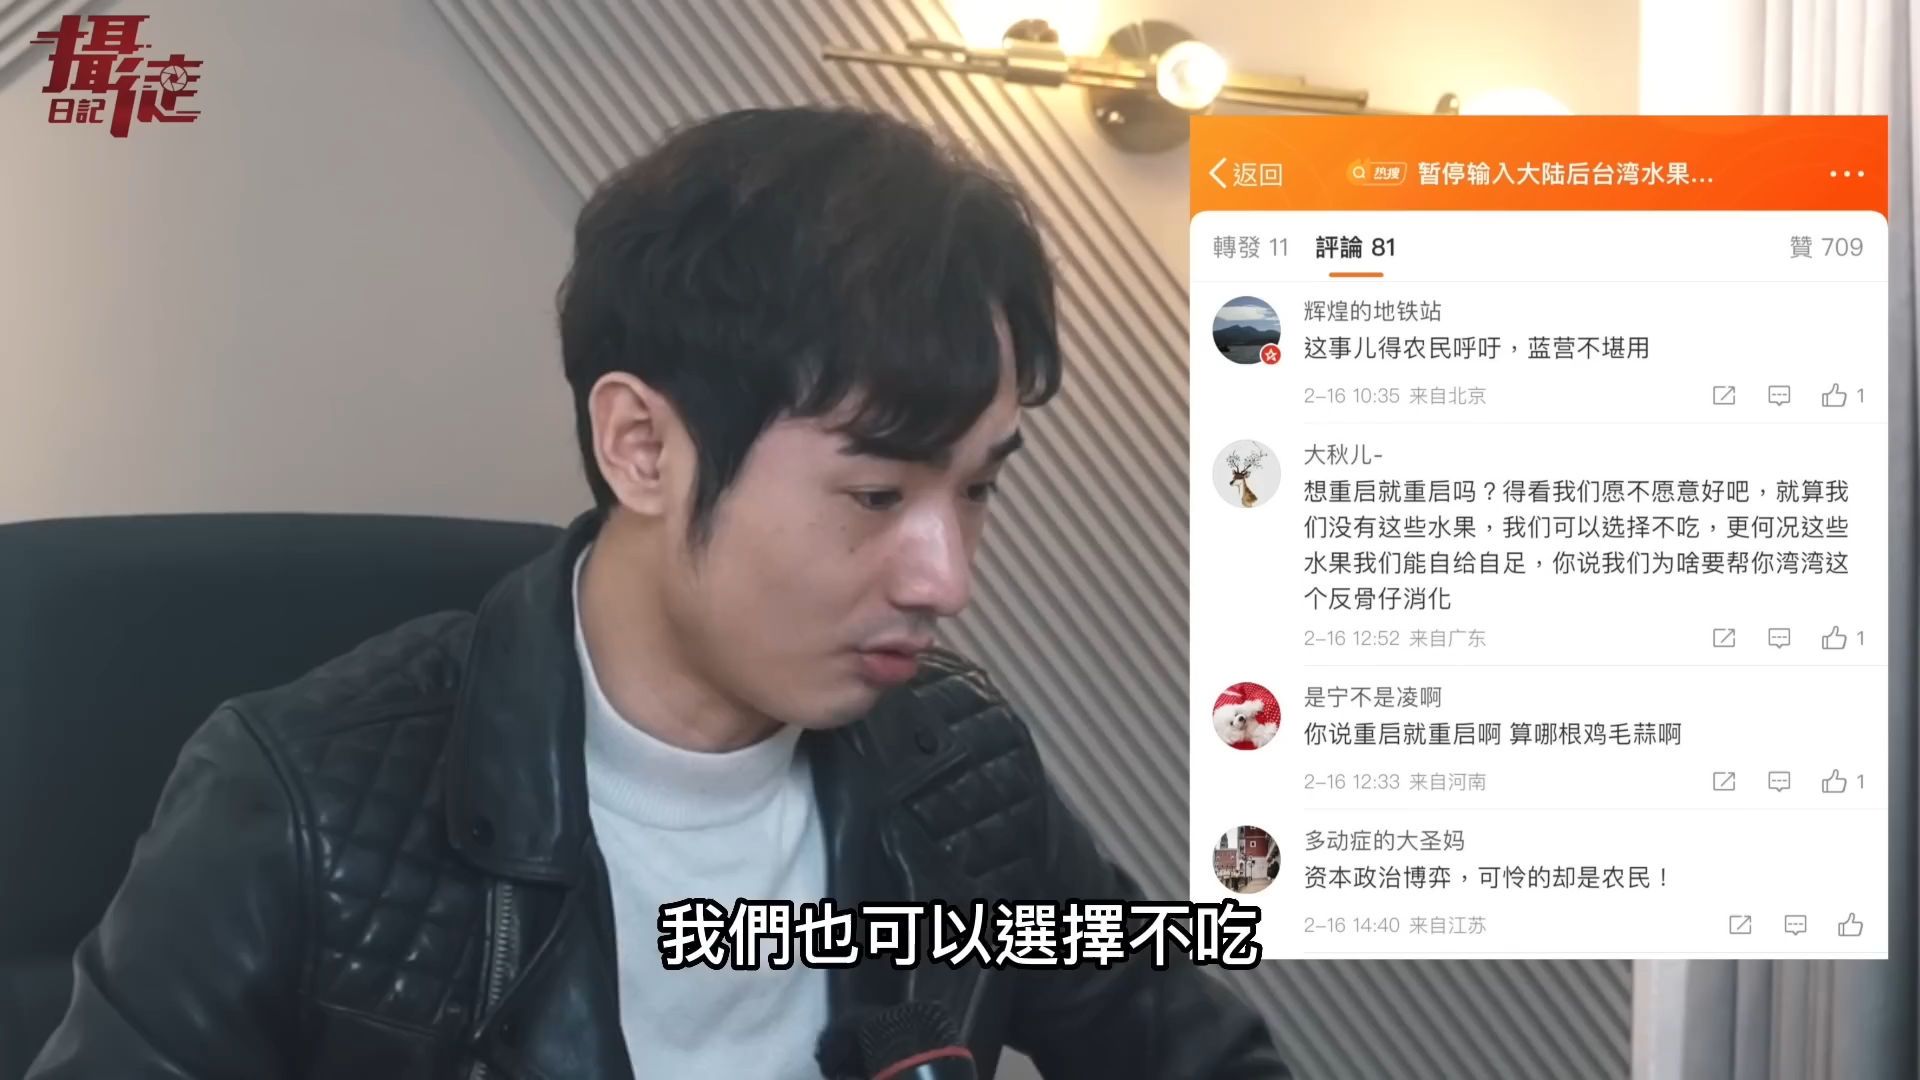 攝徒
日記
返回
热搜
暂停输入大陆后台湾水果...
轉發 11
評論 81
贊 709
辉煌的地铁站
这事儿得农民呼吁，蓝营不堪用
2-16 10:35 来自北京
1
大秋儿-
想重启就重启吗？得看我们愿不愿意好吧，就算我
们没有这些水果，我们可以选择不吃，更何况这些
水果我们能自给自足，你说我们为啥要帮你湾湾这
个反骨仔消化
2-16 12:52 来自广东
1
是宁不是凌啊
你说重启就重启啊 算哪根鸡毛蒜啊
2-16 12:33 来自河南
1
多动症的大圣妈
资本政治博弈，可怜的却是农民！
2-16 14:40 来自江苏
我們也可以選擇不吃